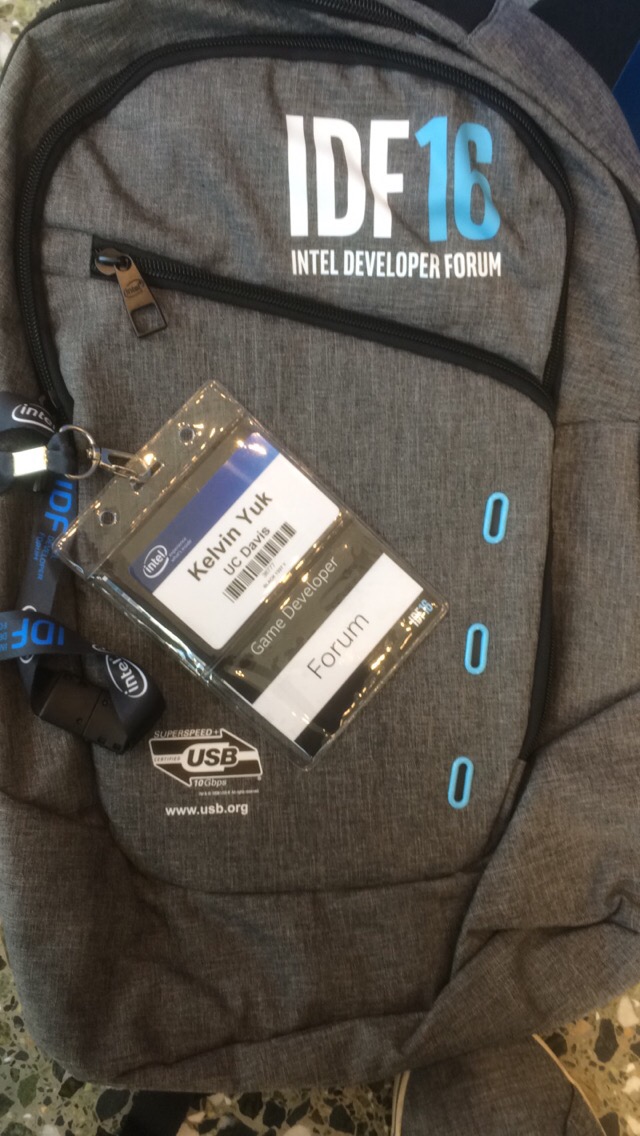 IDF16
INTEL DEVELOPER FORUM
intel
IDF
IDF
intel
intel
Kelvin Yuk
UC Davis
Game Developer
Forum
IDF16
SUPERSPEED+
CERTIFIED USB
10Gbps
www.usb.org